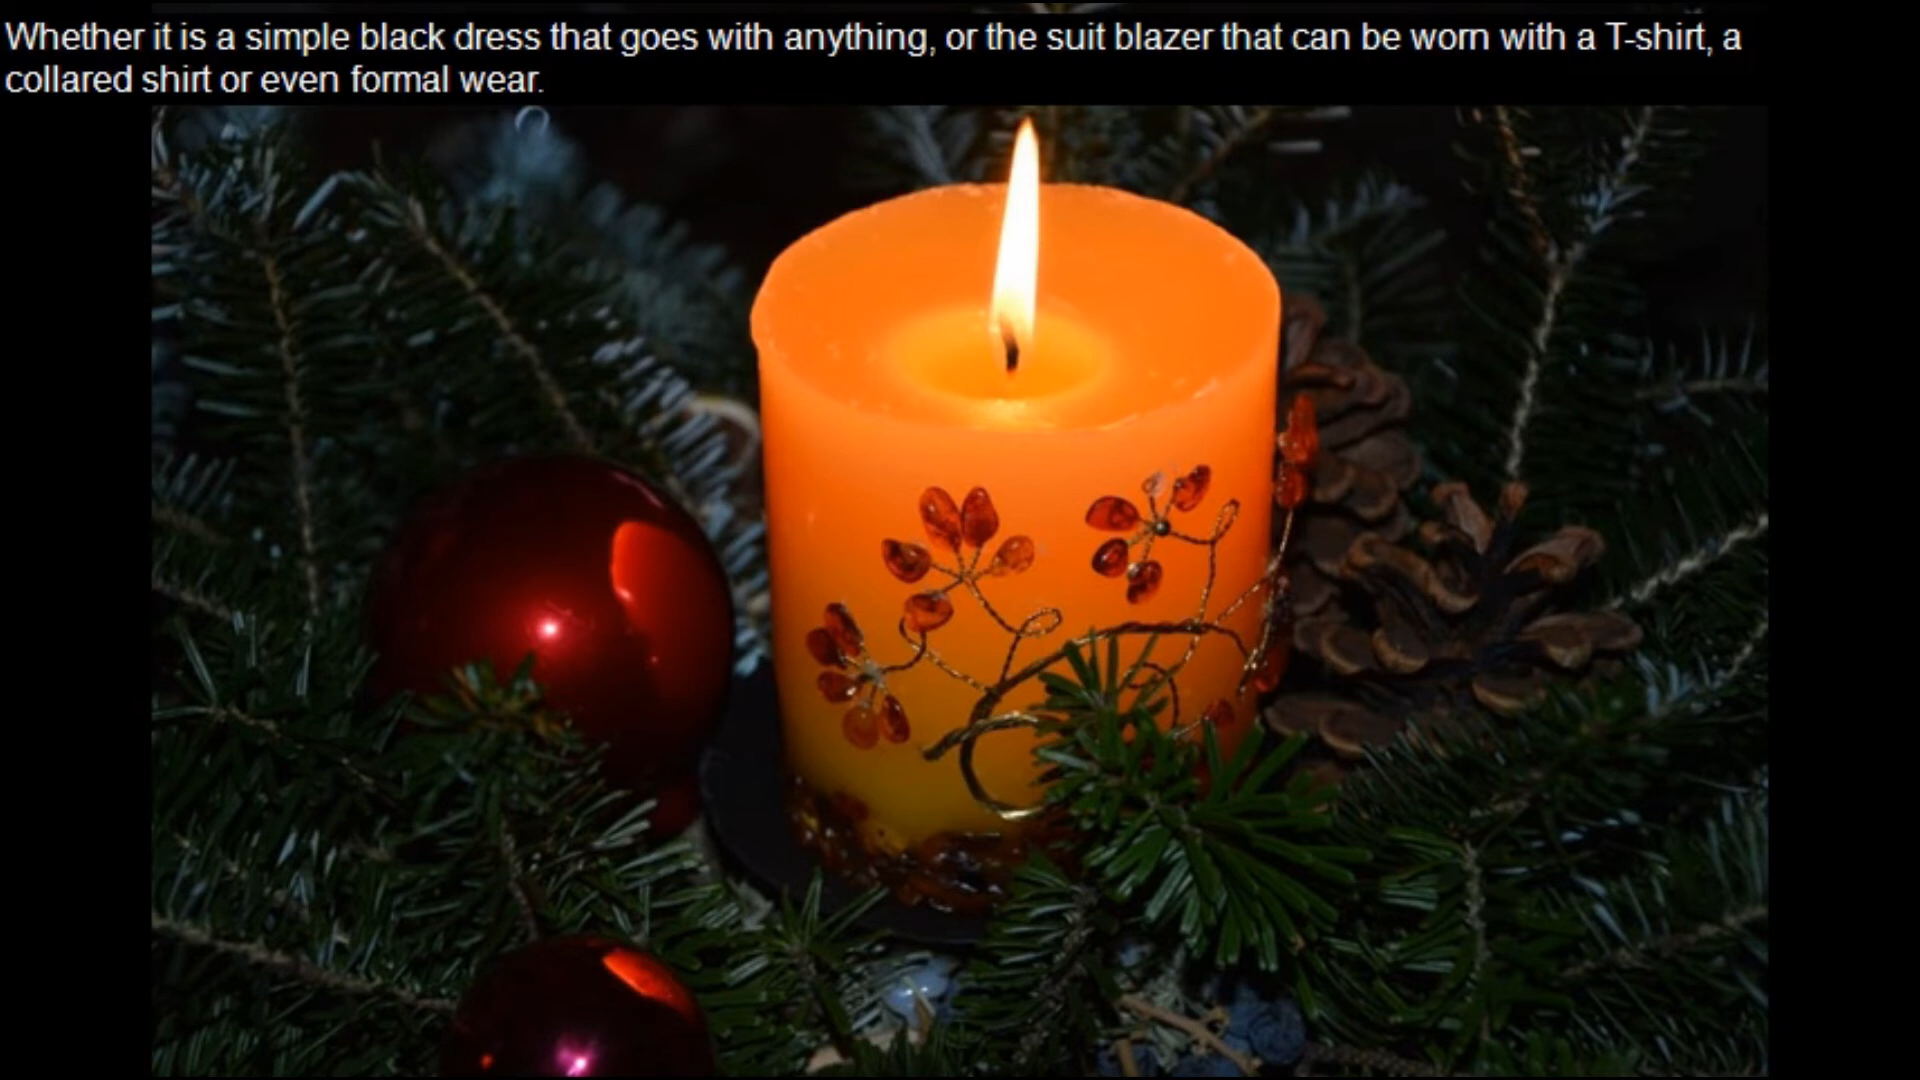 Whether it is a simple black dress that goes with anything, or the suit blazer that can be worn with a T-shirt, a
collared shirt or even formal wear.